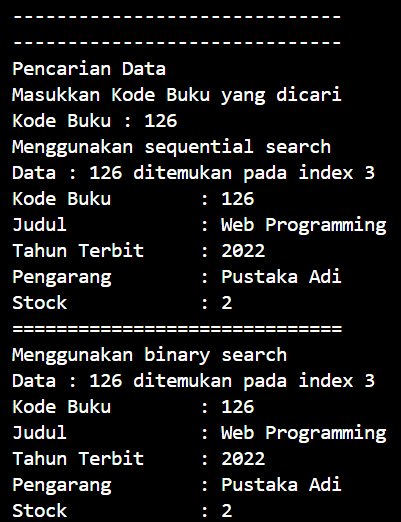 ------------------------------
------------------------------
Pencarian Data
Masukkan Kode Buku yang dicari
Kode Buku : 126
Menggunakan sequential search
Data : 126 ditemukan pada index 3
Kode Buku        : 126
Judul            : Web Programming
Tahun Terbit     : 2022
Pengarang        : Pustaka Adi
Stock            : 2
==============================
Menggunakan binary search
Data : 126 ditemukan pada index 3
Kode Buku        : 126
Judul            : Web Programming
Tahun Terbit     : 2022
Pengarang        : Pustaka Adi
Stock            : 2